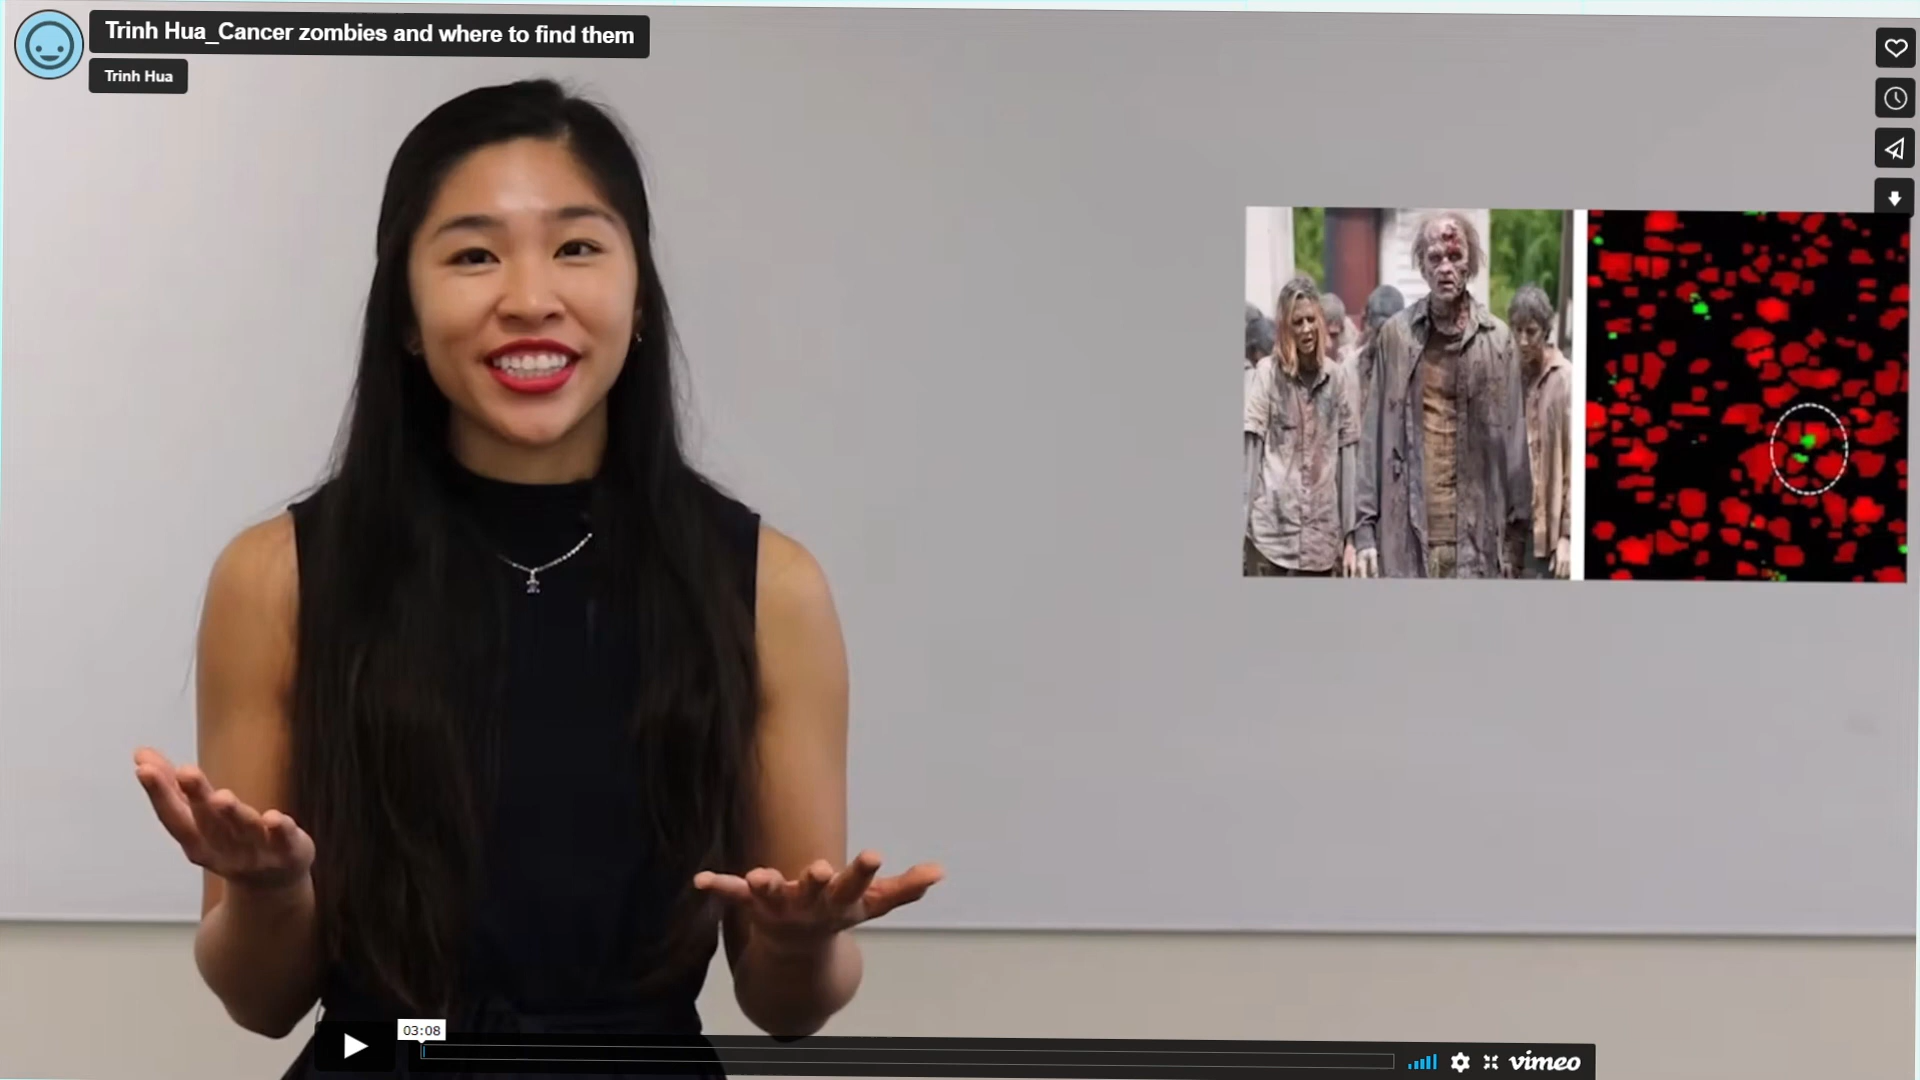 Trinh Hua_Cancer zombies and where to find them
Trinh Hua
03:08
vimeo